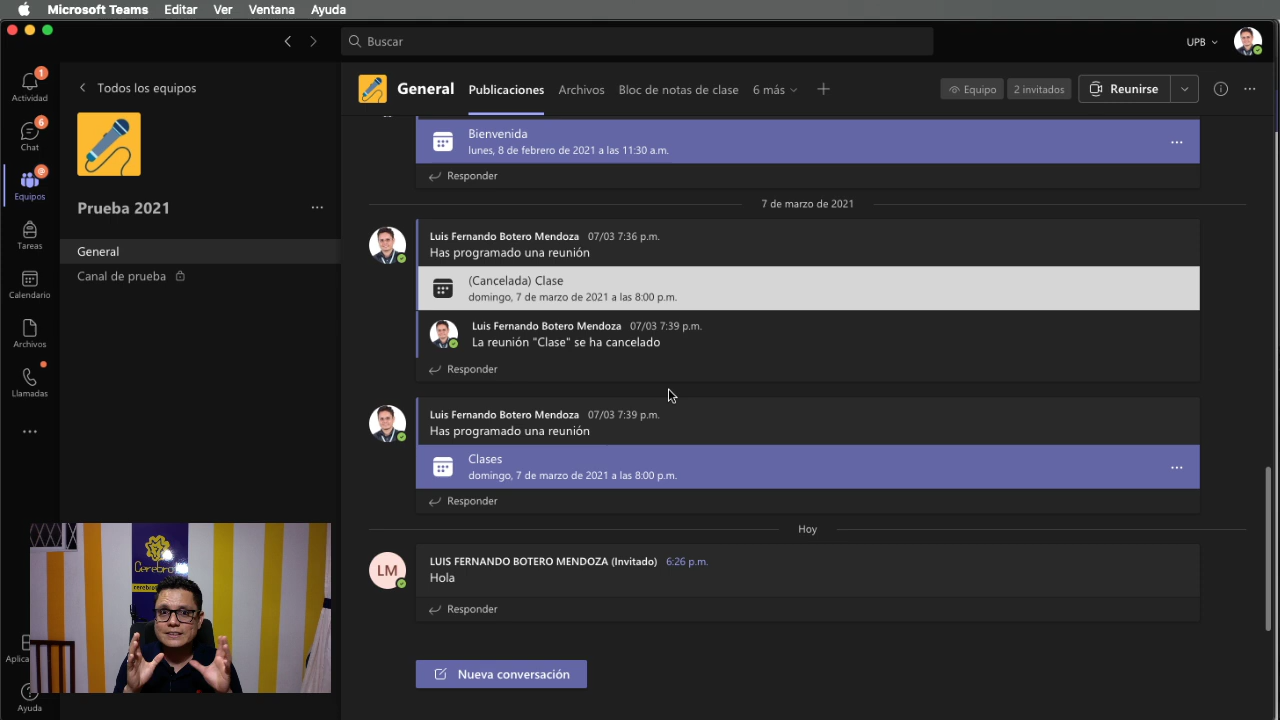 Microsoft Teams Editar Ver Ventana Ayuda
Buscar
UPB
Actividad
1
Chat
6
Equipos
@
Tareas
Calendario
Archivos
Llamadas
Ayuda
Todos los equipos
Prueba 2021
General
Canal de prueba
General Publicaciones Archivos Bloc de notas de clase 6 más
Equipo 2 invitados Reunirse
Bienvenida
lunes, 8 de febrero de 2021 a las 11:30 a.m.
Responder
7 de marzo de 2021
Luis Fernando Botero Mendoza 07/03 7:36 p.m.
Has programado una reunión
(Cancelada) Clase
domingo, 7 de marzo de 2021 a las 8:00 p.m.
Luis Fernando Botero Mendoza 07/03 7:39 p.m.
La reunión "Clase" se ha cancelado
Responder
Luis Fernando Botero Mendoza 07/03 7:39 p.m.
Has programado una reunión
Clases
domingo, 7 de marzo de 2021 a las 8:00 p.m.
Responder
Hoy
LM
LUIS FERNANDO BOTERO MENDOZA (Invitado) 6:26 p.m.
Hola
Responder
Nueva conversación
Cerebro